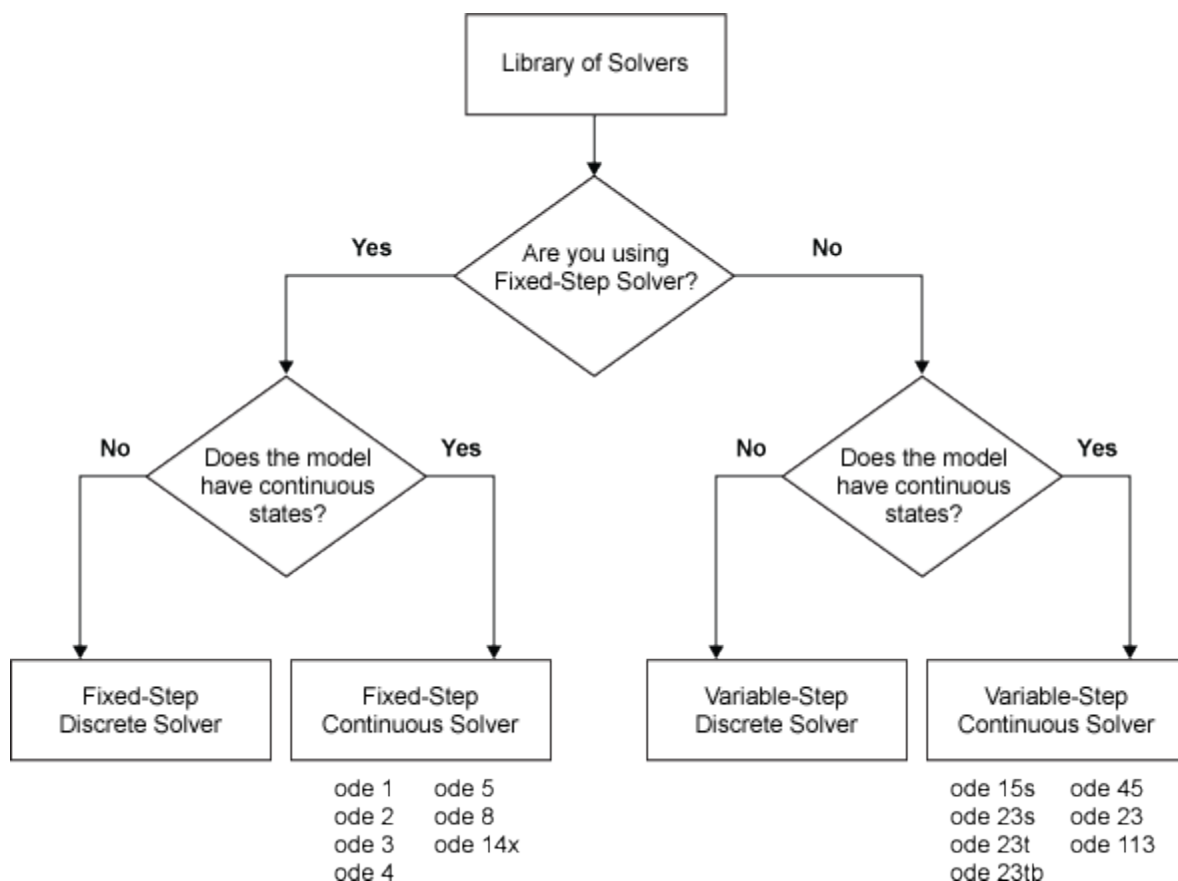 Library of Solvers
Are you using
Fixed-Step Solver?
Yes
No
Does the model
have continuous
states?
No
Yes
Does the model
have continuous
states?
No
Yes
Fixed-Step
Discrete Solver
Fixed-Step
Continuous Solver
ode 1
ode 2
ode 3
ode 4
ode 5
ode 8
ode 14x
Variable-Step
Discrete Solver
Variable-Step
Continuous Solver
ode 15s
ode 23s
ode 23t
ode 23tb
ode 45
ode 23
ode 113